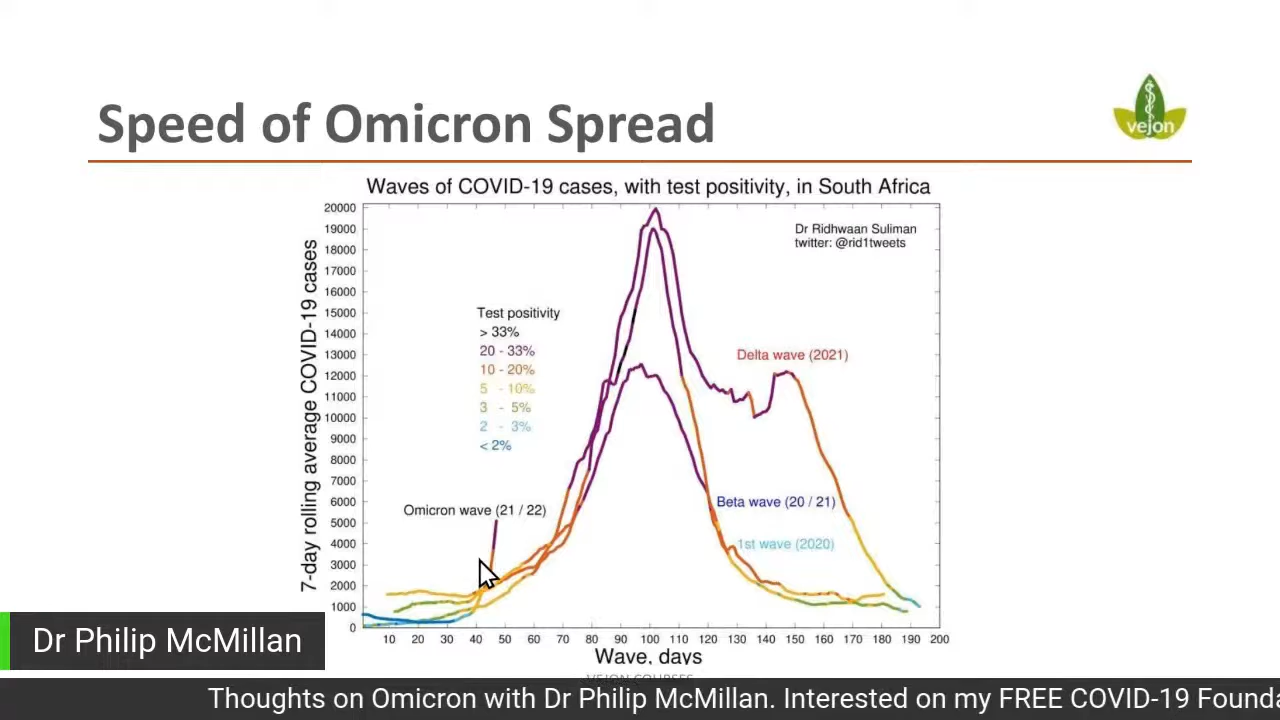 Speed of Omicron Spread
vejon
Waves of COVID-19 cases, with test positivity, in South Africa
7-day rolling average COVID-19 cases
20000
19000
18000
17000
16000
15000
14000
13000
12000
11000
10000
9000
8000
7000
6000
5000
4000
3000
2000
1000
0
Dr Ridhwaan Suliman
twitter: @rid1tweets
Test positivity
> 33%
20 - 33%
10 - 20%
5 - 10%
3 - 5%
2 - 3%
< 2%
Delta wave (2021)
Omicron wave (21 / 22)
Beta wave (20 / 21)
1st wave (2020)
10 20 30 40 50 60 70 80 90 100 110 120 130 140 150 160 170 180 190 200
Wave, days
VEJON COURSES
Dr Philip McMillan
Thoughts on Omicron with Dr Philip McMillan. Interested on my FREE COVID-19 Founda